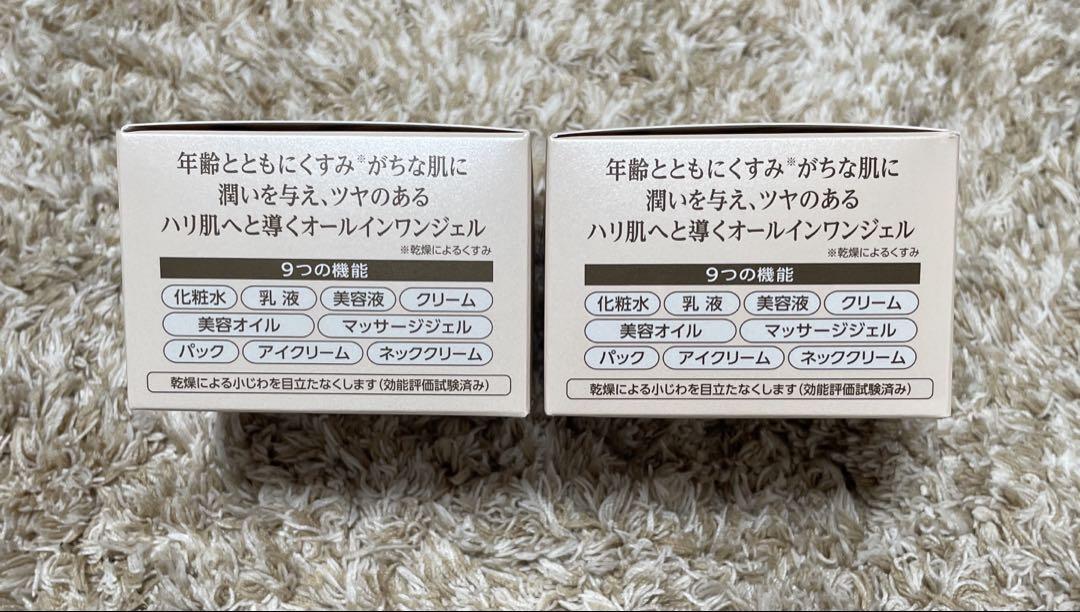 年齢とともにくすみ※がちな肌に
潤いを与え、ツヤのある
ハリ肌へと導くオールインワンジェル
※乾燥によるくすみ
9つの機能
化粧水 乳液 美容液 クリーム
美容オイル マッサージジェル
パック アイクリーム ネッククリーム
乾燥による小じわを目立たなくします(効能評価試験済み)
年齢とともにくすみ※がちな肌に
潤いを与え、ツヤのある
ハリ肌へと導くオールインワンジェル
※乾燥によるくすみ
9つの機能
化粧水 乳液 美容液 クリーム
美容オイル マッサージジェル
パック アイクリーム ネッククリーム
乾燥による小じわを目立たなくします(効能評価試験済み)